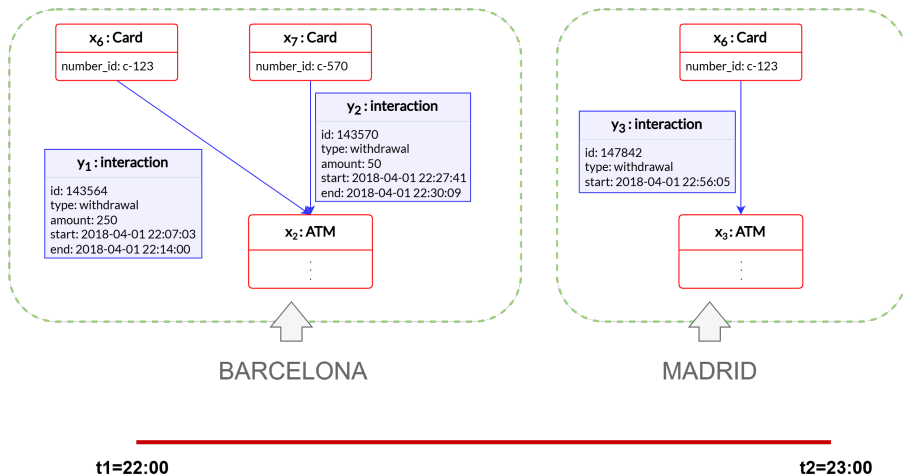 x₆ : Card
number_id: c-123
x₇ : Card
number_id: c-570
y₂ : interaction
id: 143570
type: withdrawal
amount: 50
start: 2018-04-01 22:27:41
end: 2018-04-01 22:30:09
y₁ : interaction
id: 143564
type: withdrawal
amount: 250
start: 2018-04-01 22:07:03
end: 2018-04-01 22:14:00
x₂ : ATM
.
.
.
BARCELONA
x₆ : Card
number_id: c-123
y₃ : interaction
id: 147842
type: withdrawal
start: 2018-04-01 22:56:05
x₃ : ATM
.
.
.
MADRID
t1=22:00
t2=23:00